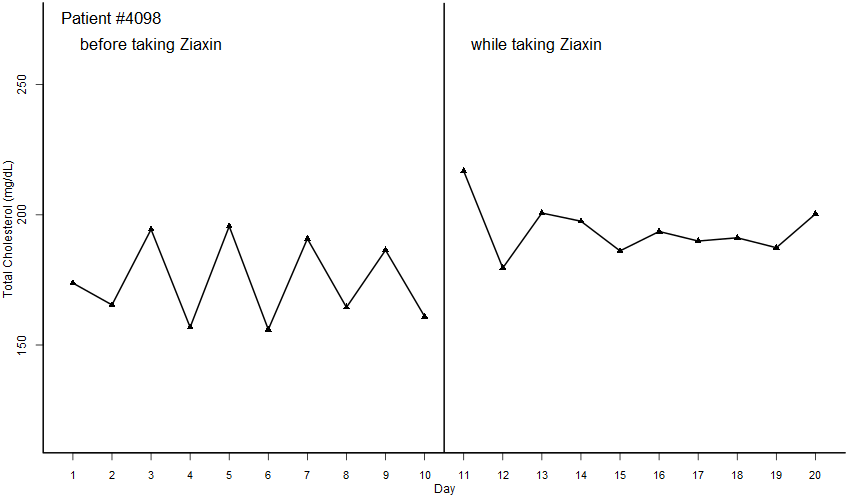 Patient #4098
before taking Ziaxin
while taking Ziaxin
Total Cholesterol (mg/dL)
250
200
150
1 2 3 4 5 6 7 8 9 10 11 12 13 14 15 16 17 18 19 20
Day